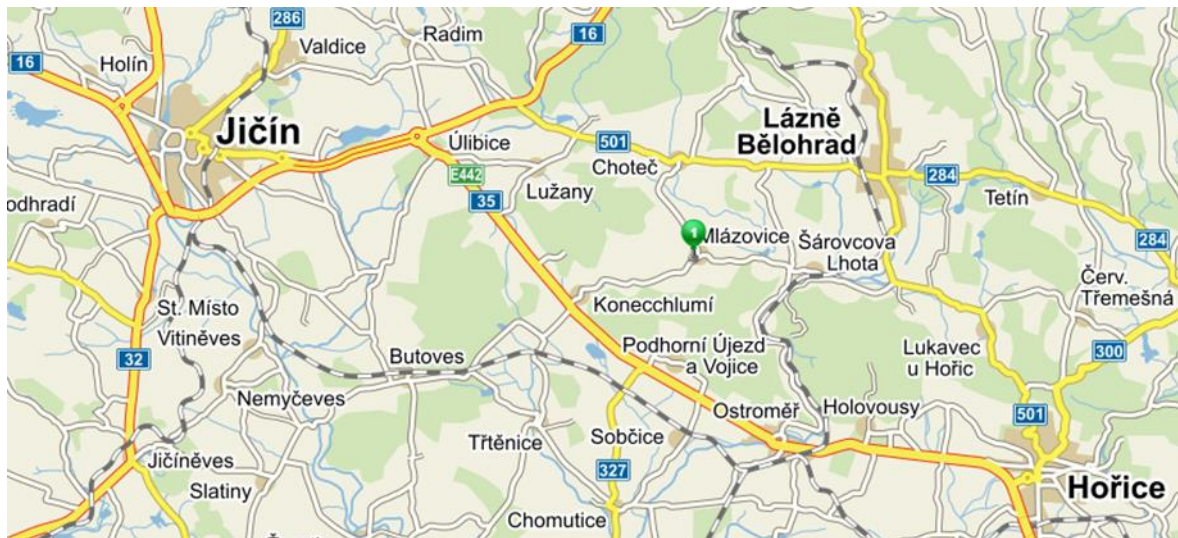 286
16
Valdice
Radim
16
Holín
Jičín
Úlibice
501
Lázně
Bělohrad
Choteč
E442
35
Lužany
284
Tetín
odhradí
1
Mlázovice
Šárovcova
Lhota
284
Červ.
Třemešná
St. Místo
Konecchlumí
Vitiněves
32
Butoves
Podhorní Újezd
a Vojice
Lukavec
u Hořic
300
Nemyčeves
Ostroměř
Holovousy
501
Třtěnice
Sobčice
Jičíněves
327
Slatiny
Hořice
Chomutice